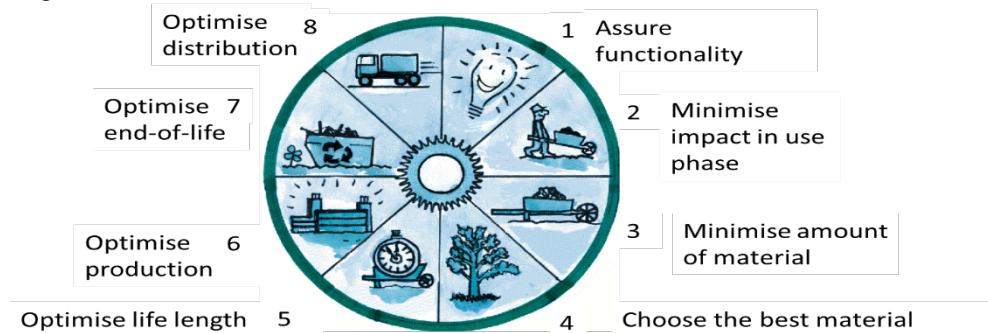 Optimise 8
distribution
1 Assure
functionality
Optimise 7
end-of-life
2 Minimise
impact in use
phase
Optimise 6
production
3 Minimise amount
of material
Optimise life length 5
4 Choose the best material